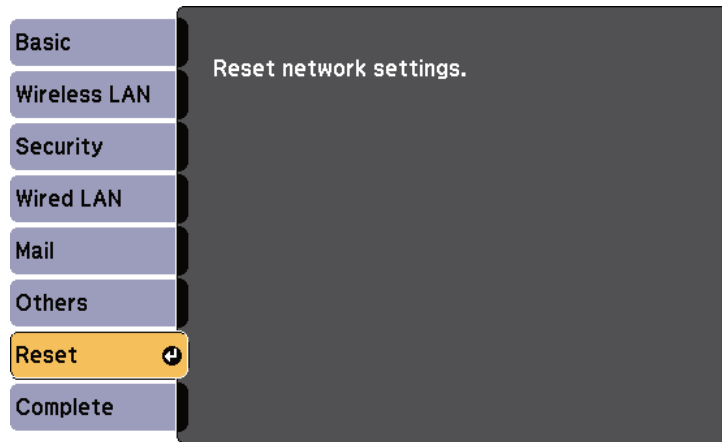 Basic
Wireless LAN
Security
Wired LAN
Mail
Others
Reset
Complete
Reset network settings.